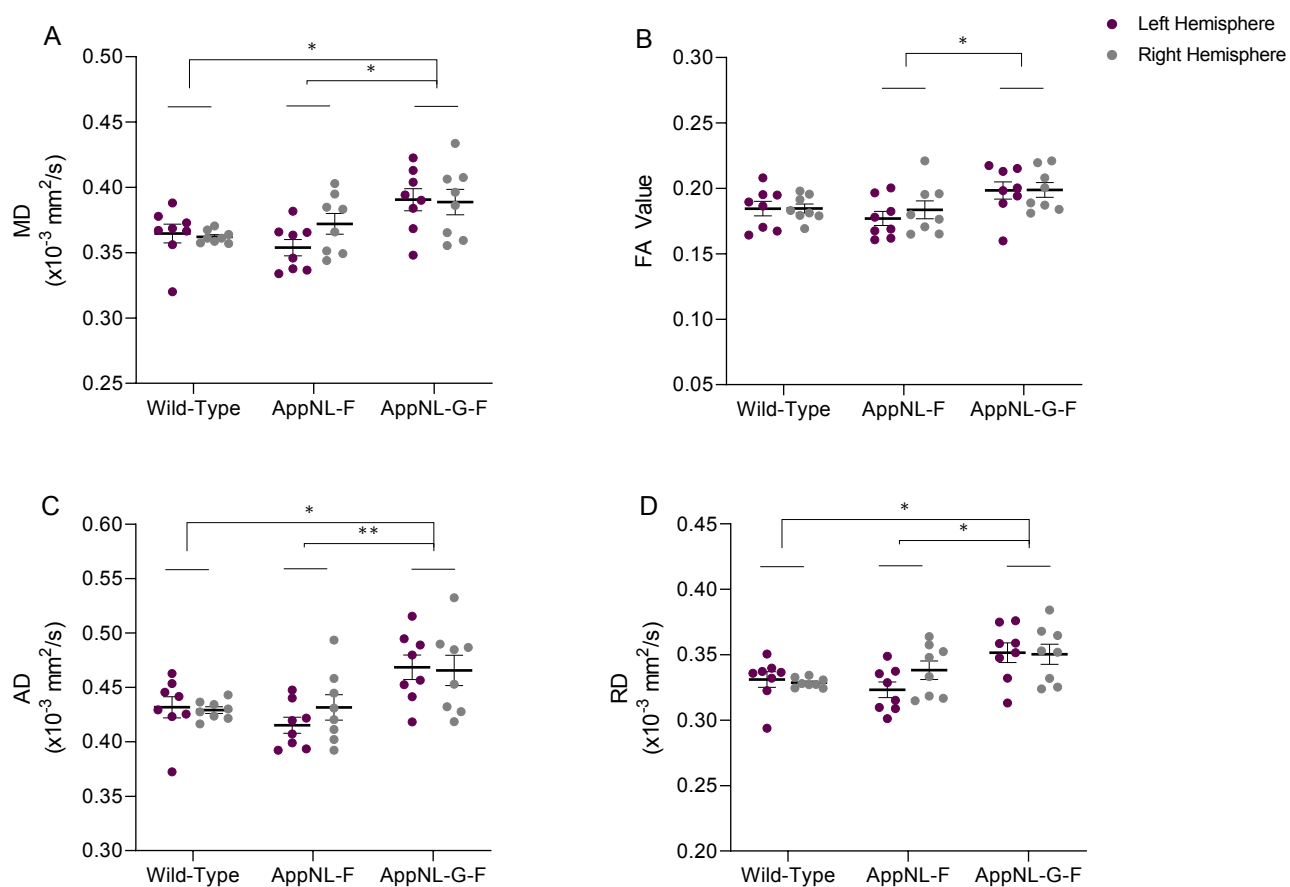 Left Hemisphere
Right Hemisphere
A
*
*
0.50
0.45
0.40
0.35
0.30
0.25
MD
(x10⁻³ mm²/s)
Wild-Type AppNL-F AppNL-G-F
B
*
0.30
0.25
0.20
0.15
0.10
0.05
FA Value
Wild-Type AppNL-F AppNL-G-F
C
*
**
0.60
0.55
0.50
0.45
0.40
0.35
0.30
AD
(x10⁻³ mm²/s)
Wild-Type AppNL-F AppNL-G-F
D
*
*
0.45
0.40
0.35
0.30
0.25
0.20
RD
(x10⁻³ mm²/s)
Wild-Type AppNL-F AppNL-G-F